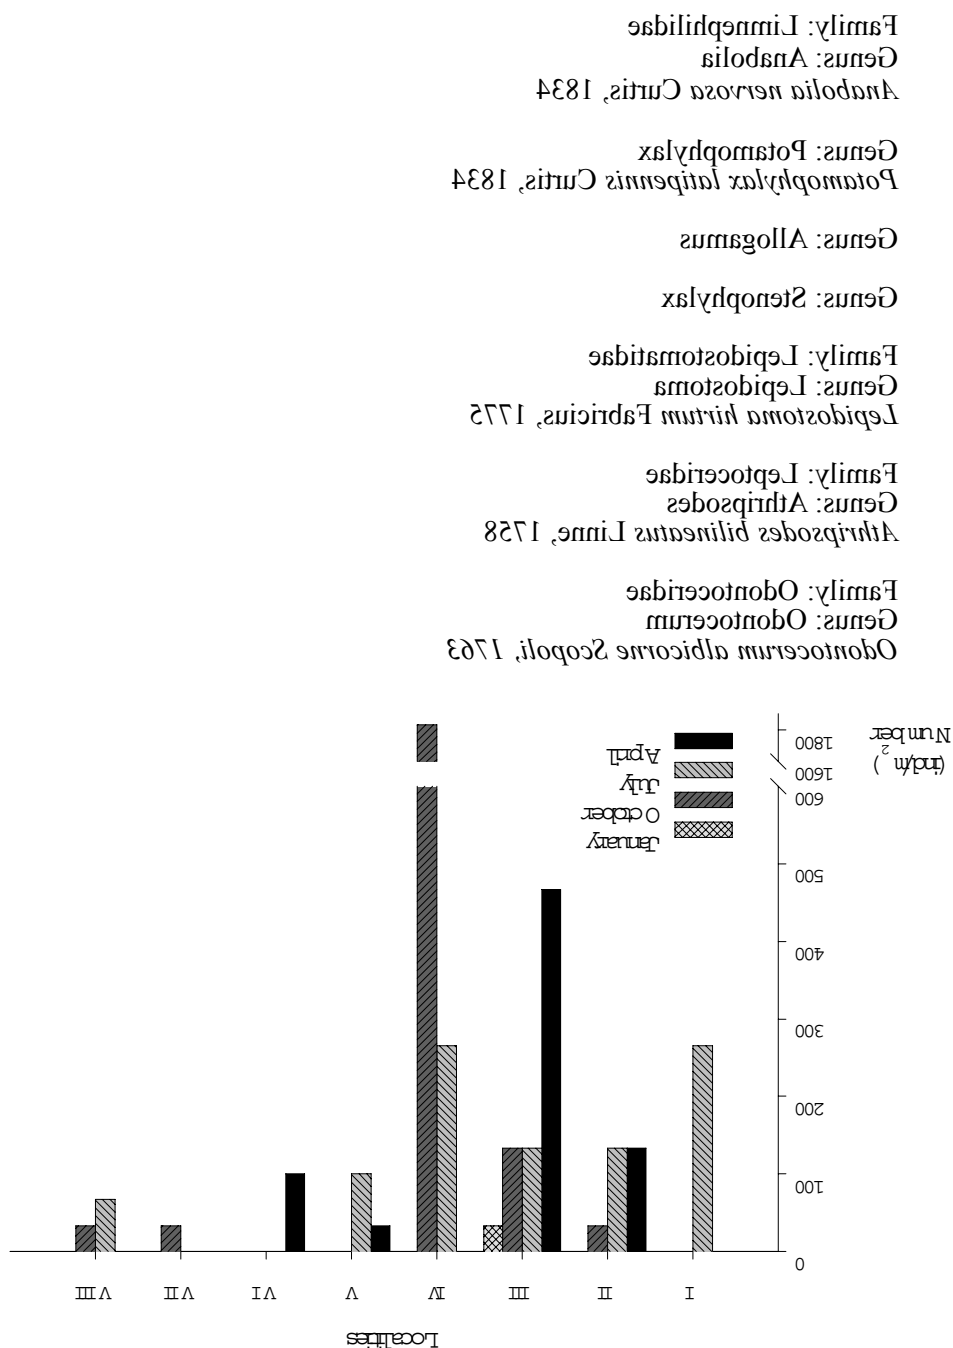 Family: Limnephilidae
Genus: Anabolia
Anabolia nervosa Curtis, 1834
Genus: Potamophylax
Potamophylax latipennis Curtis, 1834
Genus: Allogamus
Genus: Stenophylax
Family: Lepidostomatidae
Genus: Lepidostoma
Lepidostoma hirtum Fabricius, 1775
Family: Leptoceridae
Genus: Athripsodes
Athripsodes bilineatus Linne, 1758
Family: Odontoceridae
Genus: Odontocerum
Odontocerum albicorne Scopoli, 1763
Number
(ind/m²)
1800
1600
600
500
400
300
200
100
0
April
July
October
January
I II III IV V VI VII VIII
Localities